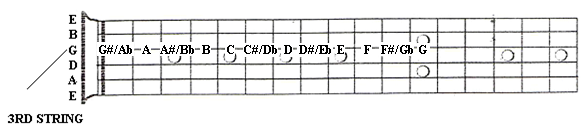 E
B
G G#/Ab A A#/Bb B C C#/Db D D#/Eb E F F#/Gb G
D
A
E
3RD STRING